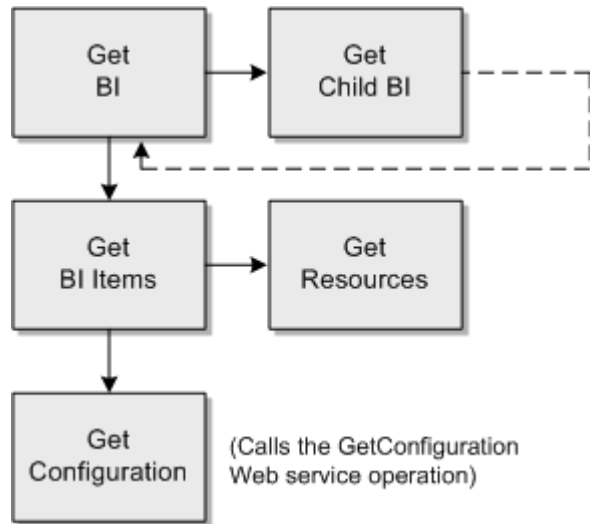 Get
BI
Get
Child BI
Get
BI Items
Get
Resources
Get
Configuration
(Calls the GetConfiguration
Web service operation)